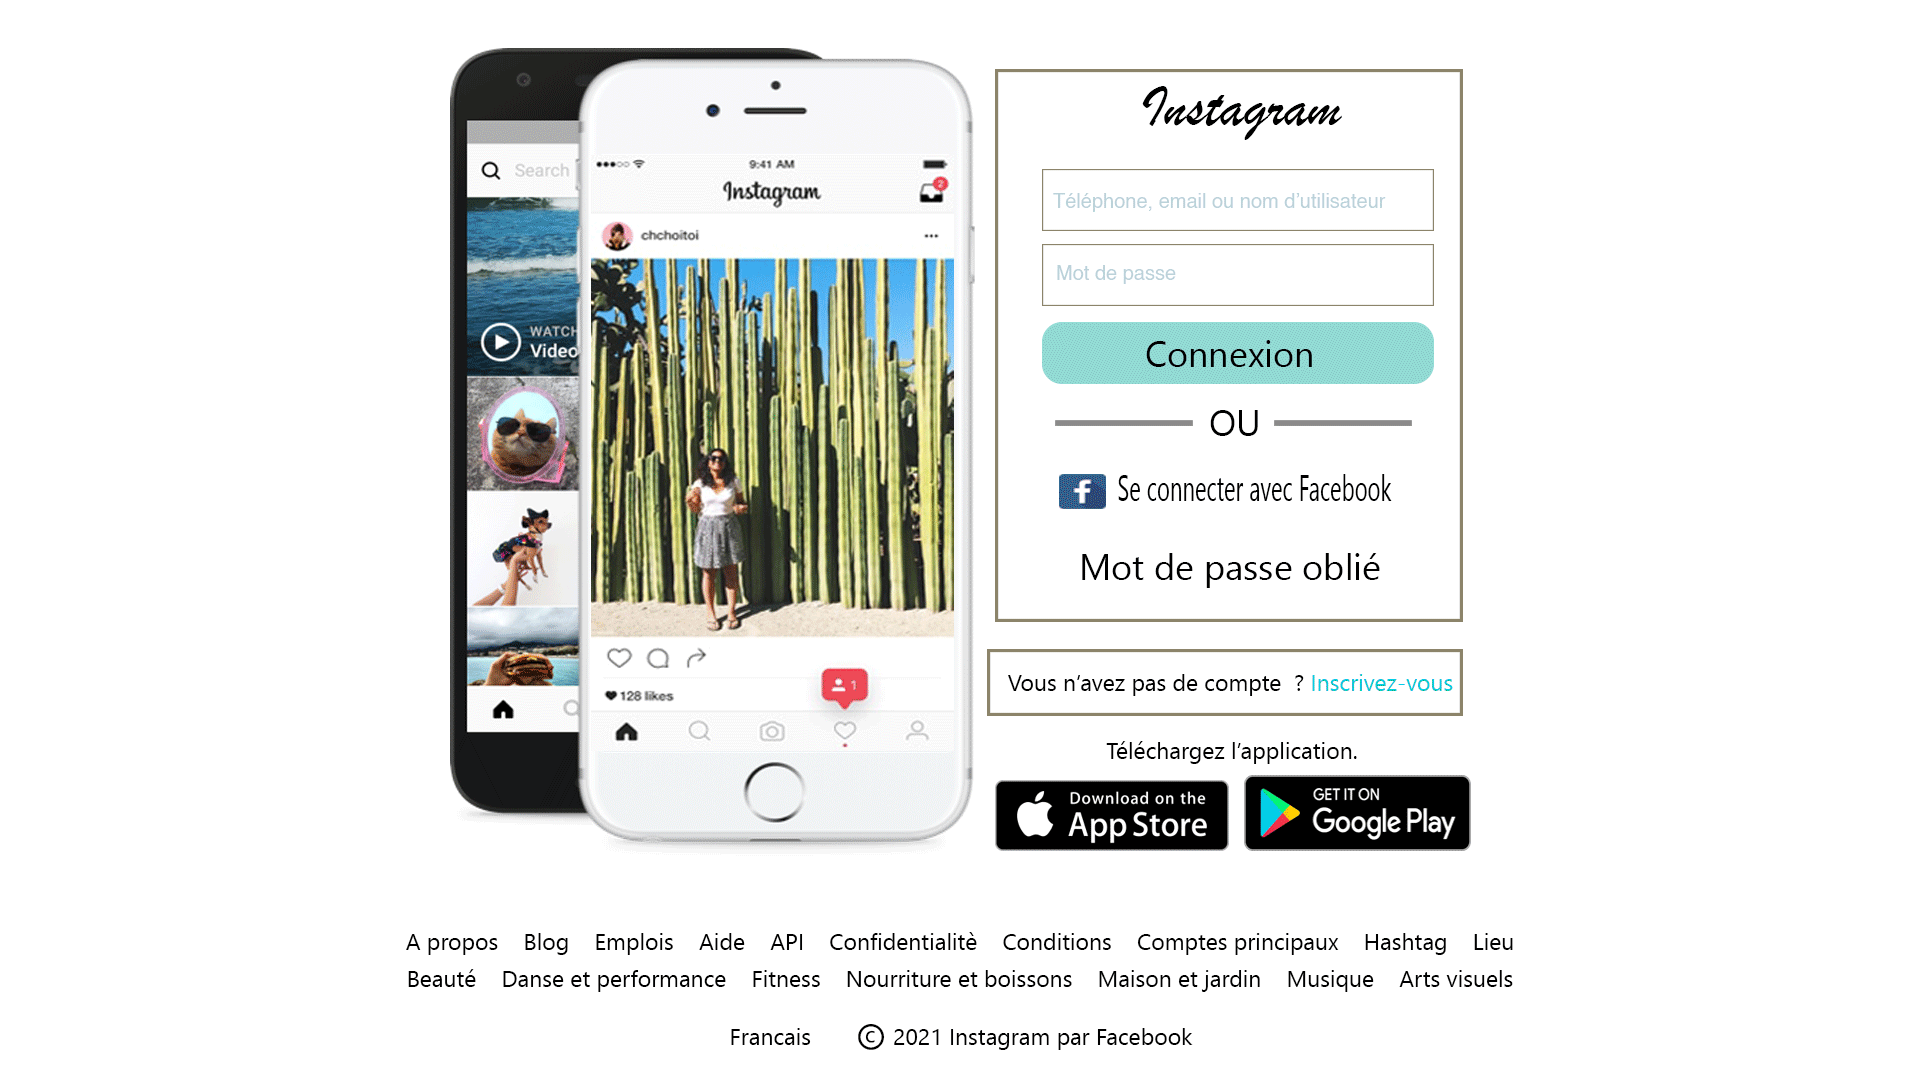 Search
WATCH
Video
9:41 AM
Instagram
2
chchoitoi
1
128 likes
Instagram
Téléphone, email ou nom d’utilisateur
Mot de passe
Connexion
OU
f Se connecter avec Facebook
Mot de passe oblié
Vous n’avez pas de compte ? Inscrivez-vous
Téléchargez l’application.
Download on the
App Store
GET IT ON
Google Play
A propos Blog Emplois Aide API Confidentialitè Conditions Comptes principaux Hashtag Lieu
Beauté Danse et performance Fitness Nourriture et boissons Maison et jardin Musique Arts visuels
Francais © 2021 Instagram par Facebook